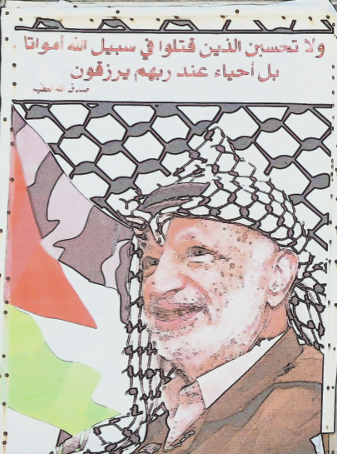 ولا تحسبن الذين قتلوا في سبيل الله أمواتا
بل أحياء عند ربهم يرزقون
صدق الله العظيم